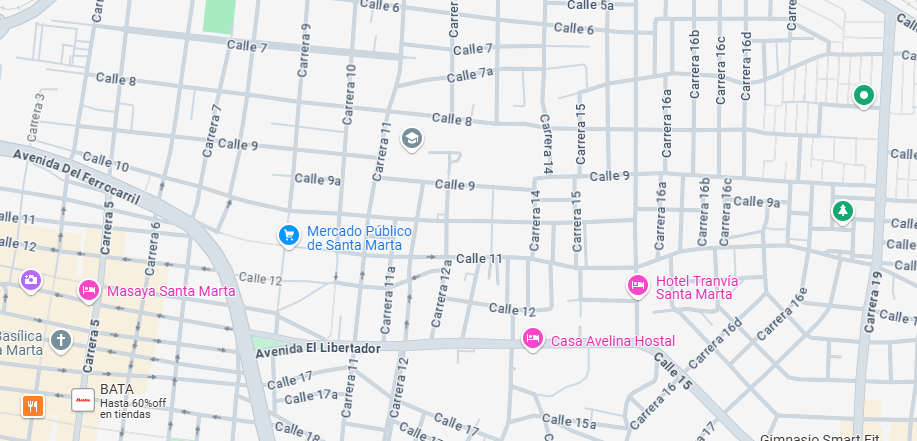 Calle 6
Calle 5a
Calle 7
Calle 7
Calle 7a
Calle 8
Calle 8
Carrera 9
Carrera 10
Carrera 16b
Carrera 16c
Carrera 16d
Carrera 3
Carrera 7
Carrera 11
Carrera 14
Carrera 15
Carrera 16a
Calle 9
Calle 10
Avenida Del Ferrocarril
Calle 9a
Calle 9
Calle 9
Calle 9a
Carrera 14
Carrera 15
Carrera 16a
Carrera 16b
Carrera 16c
Calle 11
Calle 12
Carrera 5
Carrera 6
Mercado Público
de Santa Marta
Calle 11
Calle 12
Masaya Santa Marta
Carrera 11a
Carrera 12a
Hotel Tranvía
Santa Marta
Carrera 19
Carrera 16e
Calle 12
Carrera 16d
Basílica
Marta
Carrera 5
Avenida El Libertador
Casa Avelina Hostal
Calle 15
BATA
Hasta 60%off
en tiendas
Calle 17
Calle 17a
Calle 18
Carrera 11
Carrera 12
Carrera 16
Gimnasio Smart Fit